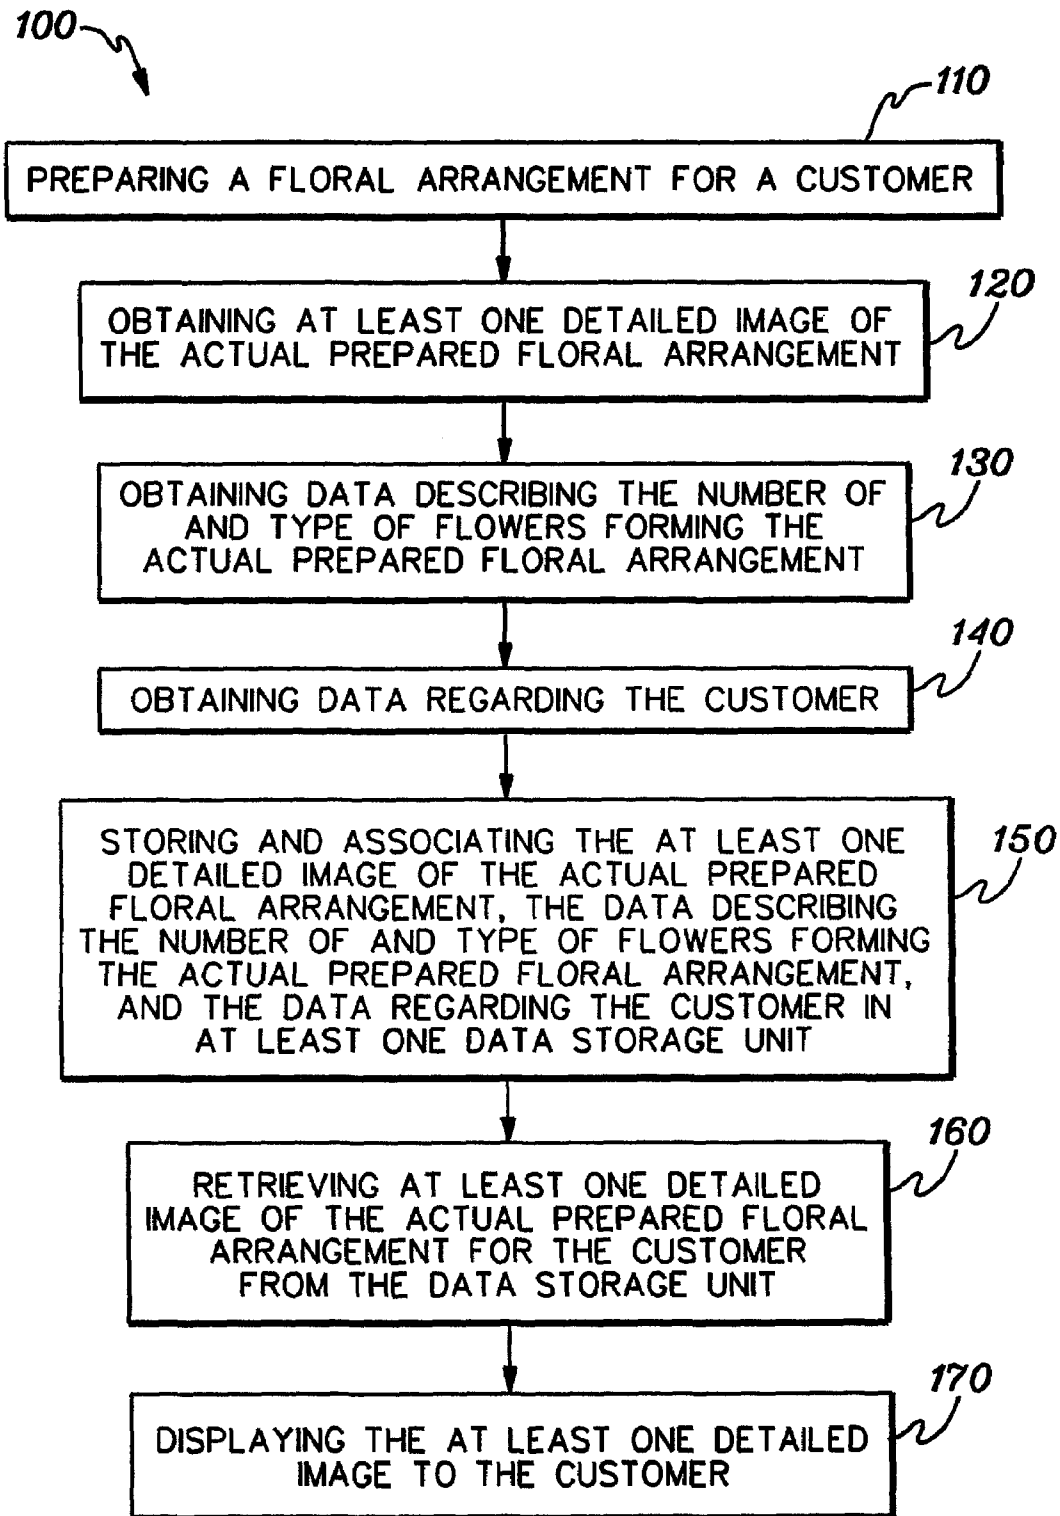 100
110
PREPARING A FLORAL ARRANGEMENT FOR A CUSTOMER
120
OBTAINING AT LEAST ONE DETAILED IMAGE OF
THE ACTUAL PREPARED FLORAL ARRANGEMENT
130
OBTAINING DATA DESCRIBING THE NUMBER OF
AND TYPE OF FLOWERS FORMING THE
ACTUAL PREPARED FLORAL ARRANGEMENT
140
OBTAINING DATA REGARDING THE CUSTOMER
150
STORING AND ASSOCIATING THE AT LEAST ONE
DETAILED IMAGE OF THE ACTUAL PREPARED
FLORAL ARRANGEMENT, THE DATA DESCRIBING
THE NUMBER OF AND TYPE OF FLOWERS FORMING
THE ACTUAL PREPARED FLORAL ARRANGEMENT,
AND THE DATA REGARDING THE CUSTOMER IN
AT LEAST ONE DATA STORAGE UNIT
160
RETRIEVING AT LEAST ONE DETAILED
IMAGE OF THE ACTUAL PREPARED FLORAL
ARRANGEMENT FOR THE CUSTOMER
FROM THE DATA STORAGE UNIT
170
DISPLAYING THE AT LEAST ONE DETAILED
IMAGE TO THE CUSTOMER